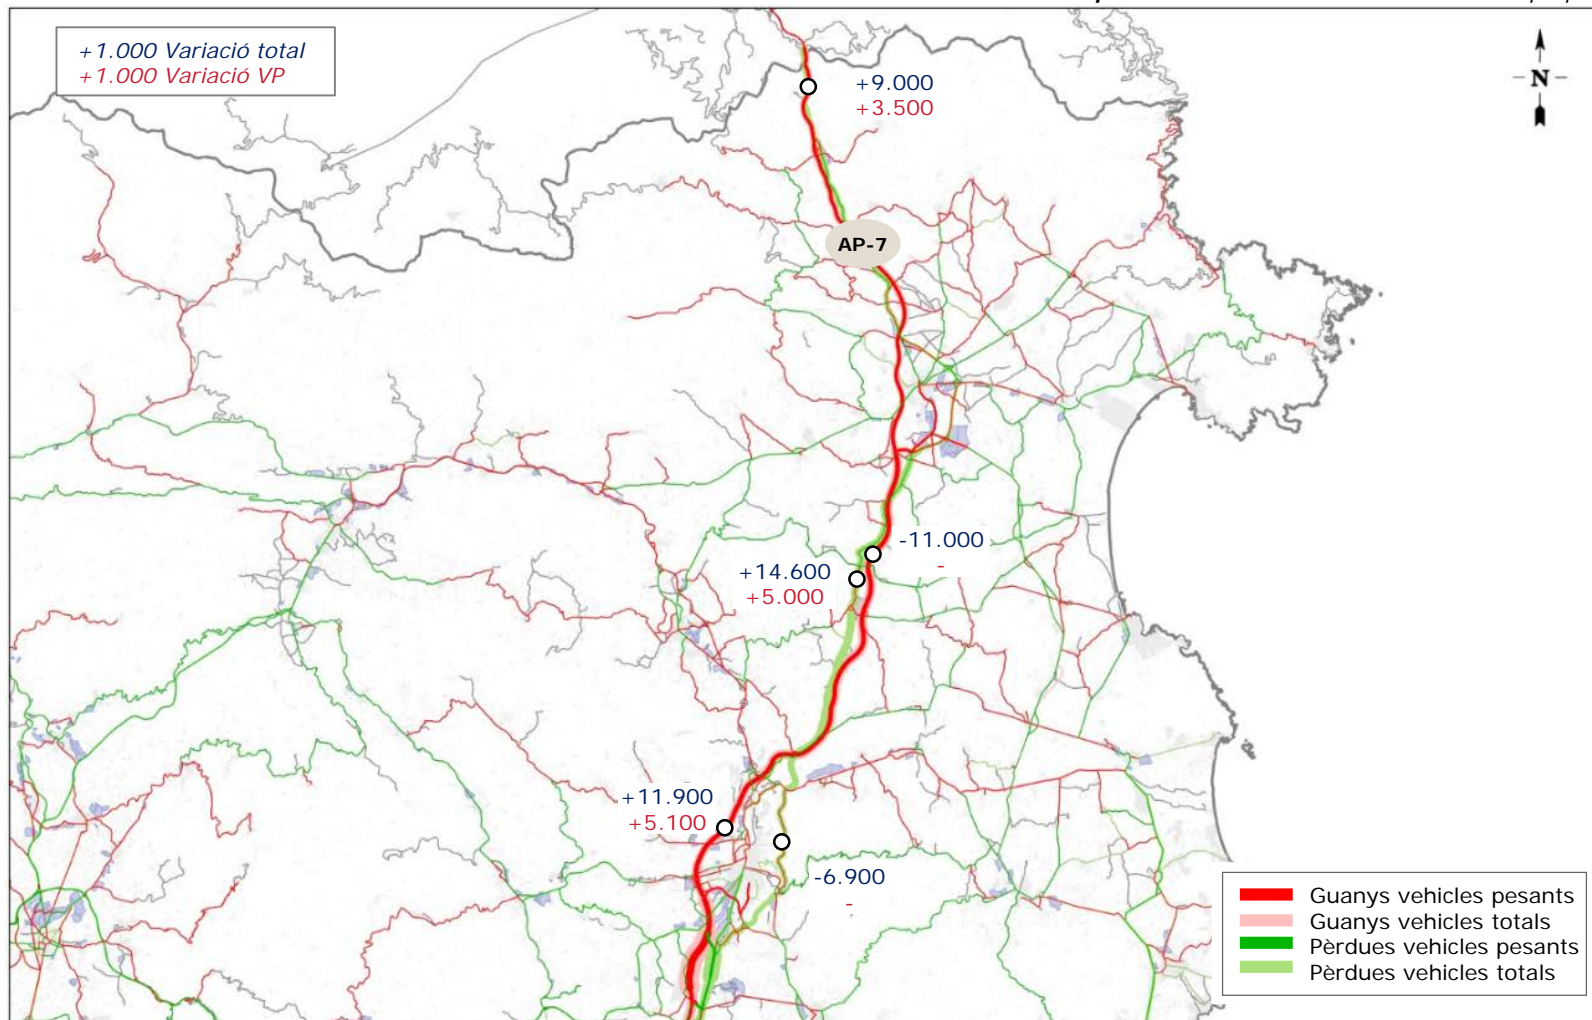 +1.000 Variació total
+1.000 Variació VP
+9.000
+3.500
N
AP-7
-11.000
-
+14.600
+5.000
+11.900
+5.100
-6.900
-
Guanys vehicles pesants
Guanys vehicles totals
Pèrdues vehicles pesants
Pèrdues vehicles totals